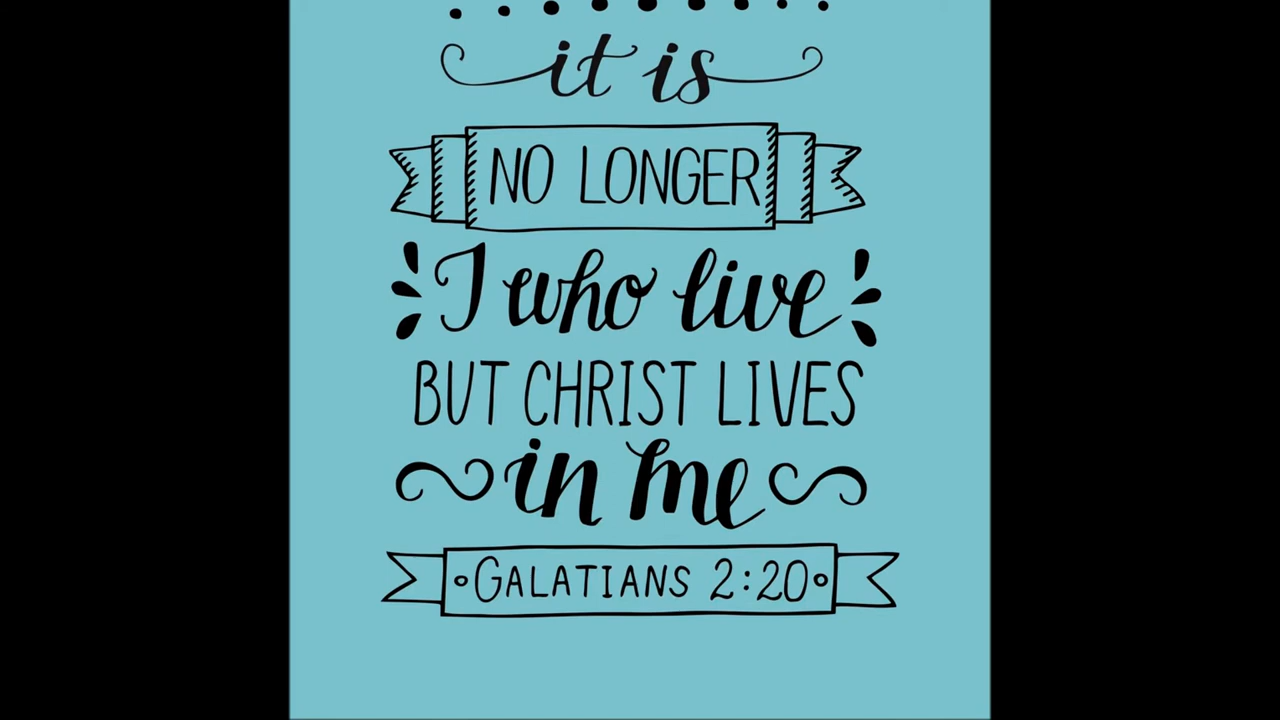 it is
NO LONGER
I who live
BUT CHRIST LIVES
in me
GALATIANS 2:20